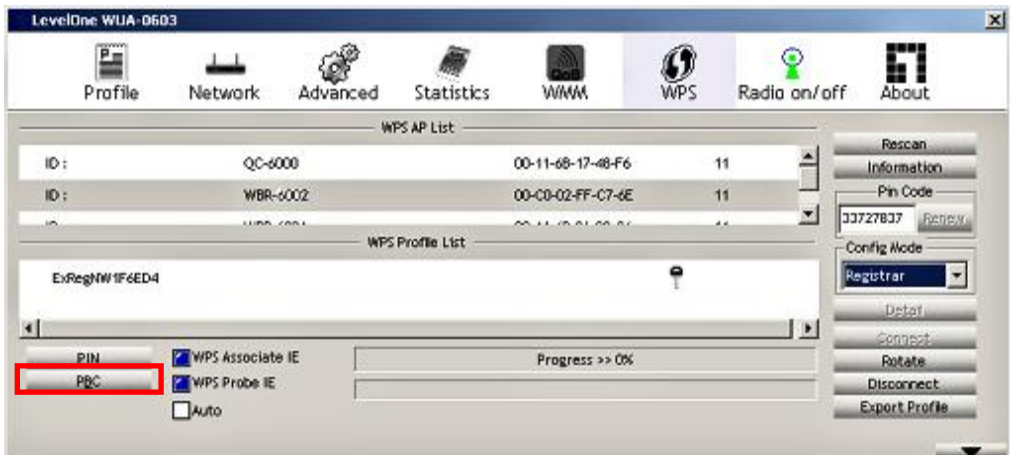 LevelOne WUA-0603
Profile Network Advanced Statistics QoS WMM WPS Radio on/off About
WPS AP List
ID : QC-6000 00-11-6B-17-48-F6 11
ID : WBR-6002 00-C0-02-FF-C7-6E 11
Rescan
Information
Pin Code
33727837 Renew
Config Mode
Registrar
Detail
Connect
Rotate
Disconnect
Export Profile
WPS Profile List
ExRegNW1F6ED4
PIN WPS Associate IE Progress >> 0%
PBC WPS Probe IE
Auto